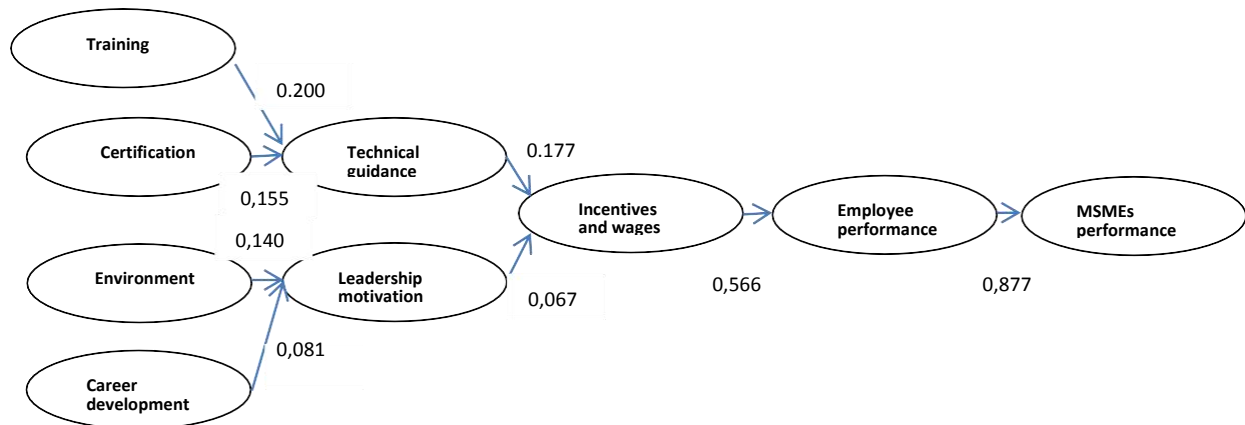 Training
0.200
Certification
Technical
guidance
0.177
0,155
Incentives
and wages
Employee
performance
MSMEs
performance
0,140
Environment
Leadership
motivation
0,067
0,566
0,877
0,081
Career
development